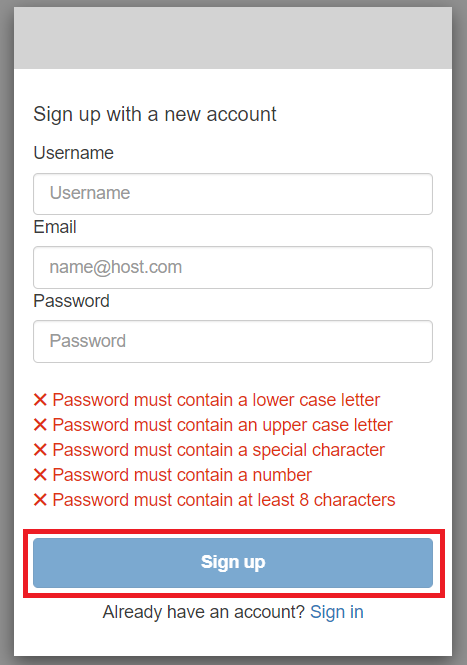 Sign up with a new account
Username
Username
Email
name@host.com
Password
Password
Password must contain a lower case letter
Password must contain an upper case letter
Password must contain a special character
Password must contain a number
Password must contain at least 8 characters
Sign up
Already have an account? Sign in